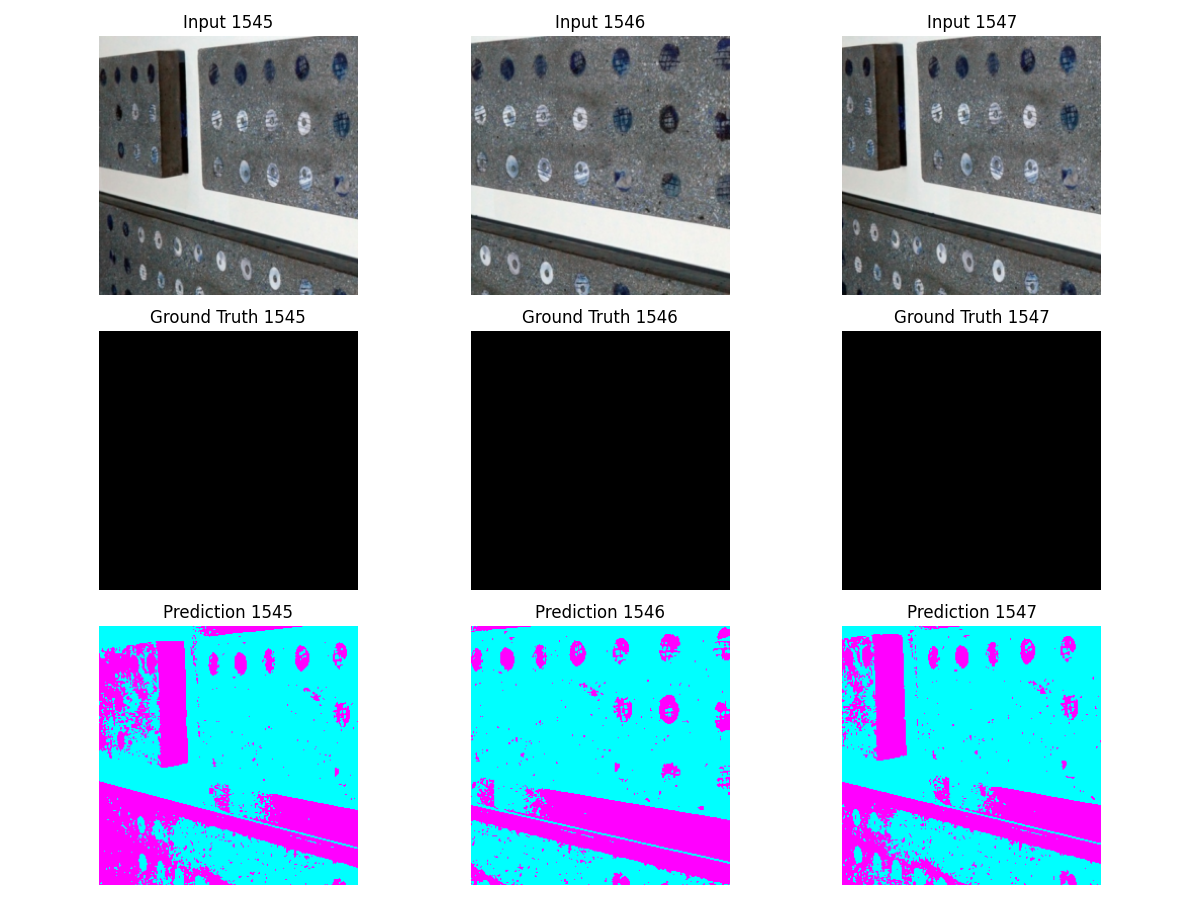 Input 1545
Input 1546
Input 1547
Ground Truth 1545
Ground Truth 1546
Ground Truth 1547
Prediction 1545
Prediction 1546
Prediction 1547